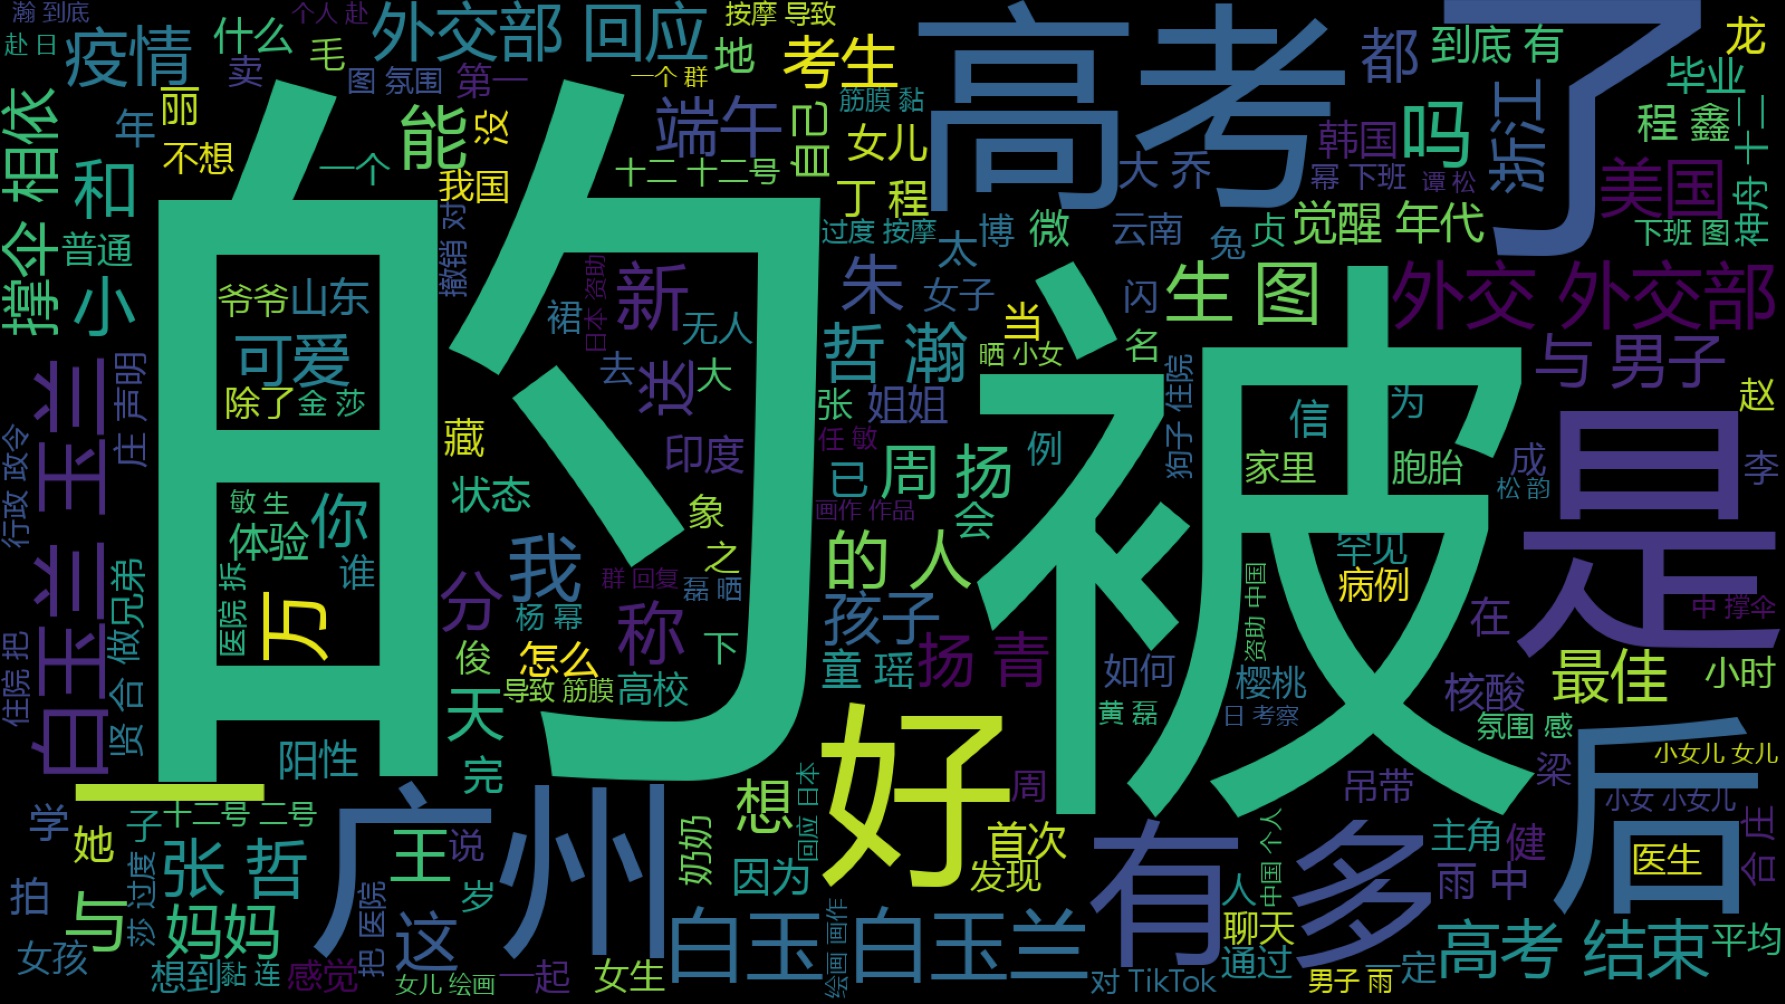 瀚 到底
个人 赴
外交部 回应
按摩 导致
高考
了
龙
赴 日
疫情
什么
毛
地
考生
都
到底 有
卖
图 氛围
第一
一个 群
毕业
相依
丽
年
能
没
端午
自己
筋膜 黏
女儿
韩国
吗
浙江
程 鑫
十一
不想
一个
我国
十二 十二号
丁 程
大 乔
幂 下班
谭 松
美国
神舟
和
撑伞
普通
对
撤销
过度 按摩
太
博
微
云南
兔
贞
觉醒 年代
下班 图
小
的
被
爷爷
山东
日本 资助
新
裙
无人
朱
女子
当
闪
生 图
外交 外交部
可爱
去
送
大
哲 瀚
晒 小女
名
狗子 住院
与 男子
声明
庄
除了
金 莎
张
姐姐
信
为
赵
白玉兰 玉兰
行政 政令
藏
印度
任 敏
已
周 扬
例
家里
胞胎
成
李
状态
松 韵
敏 生
你
体验
象
画作 作品
会
是
谁
医院 拆
万
我
之
的 人
罕见
病例
做兄弟
贤 合
分
群 回复
磊 晒
杨 幂
称
孩子
资助 中国
在
中 撑伞
住院 把
俊
怎么
下
童 瑶
扬 青
如何
樱桃
最佳
小时
导致 筋膜
高校
核酸
天
黄 磊
日 考察
氛围 感
阳性
完
好
后
小女儿 女儿
一
回应 日本
周
梁
吊带
小女 小女儿
学
她
子
十二号 二号
广州
王
说
想
奶奶
首次
有多
中国 个人
主角
健
合 庄
张 哲
莎 过度
岁
因为
发现
人
雨 中
医生
拍
与
妈妈
把 医院
这
绘画 画作
白玉 白玉兰
聊天
高考 结束
平均
女孩
想到
黏 连
感觉
女儿 绘画
一起
女生
对 TikTok
通过
男子 雨
一定